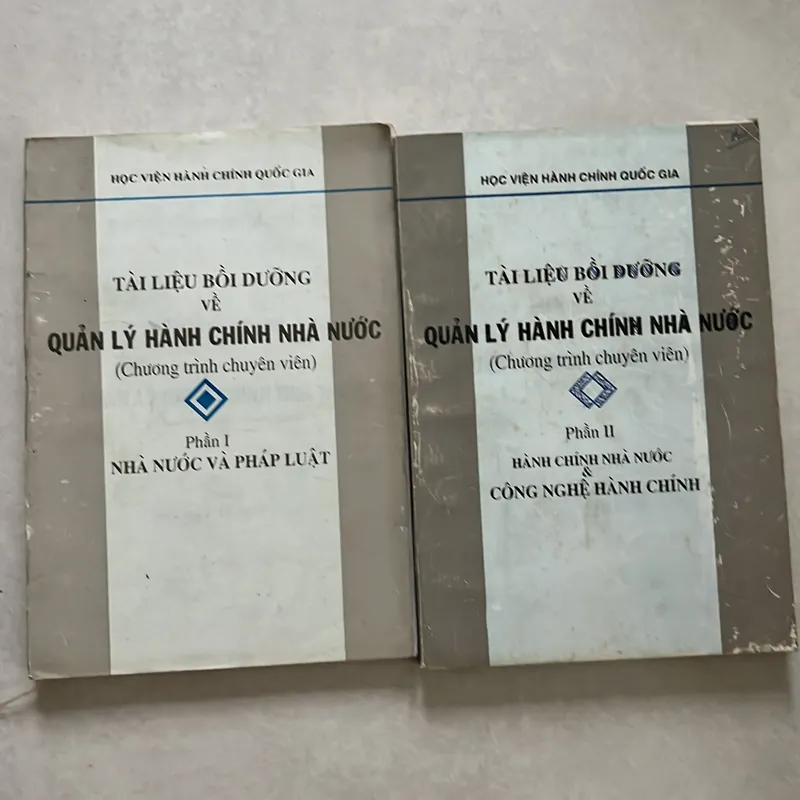 HỌC VIỆN HÀNH CHÍNH QUỐC GIA
TÀI LIỆU BỒI DƯỠNG
VỀ
QUẢN LÝ HÀNH CHÍNH NHÀ NƯỚC
(Chương trình chuyên viên)
Phần I
NHÀ NƯỚC VÀ PHÁP LUẬT
HỌC VIỆN HÀNH CHÍNH QUỐC GIA
TÀI LIỆU BỒI DƯỠNG
VỀ
QUẢN LÝ HÀNH CHÍNH NHÀ NƯỚC
(Chương trình chuyên viên)
Phần II
HÀNH CHÍNH NHÀ NƯỚC
&
CÔNG NGHỆ HÀNH CHÍNH